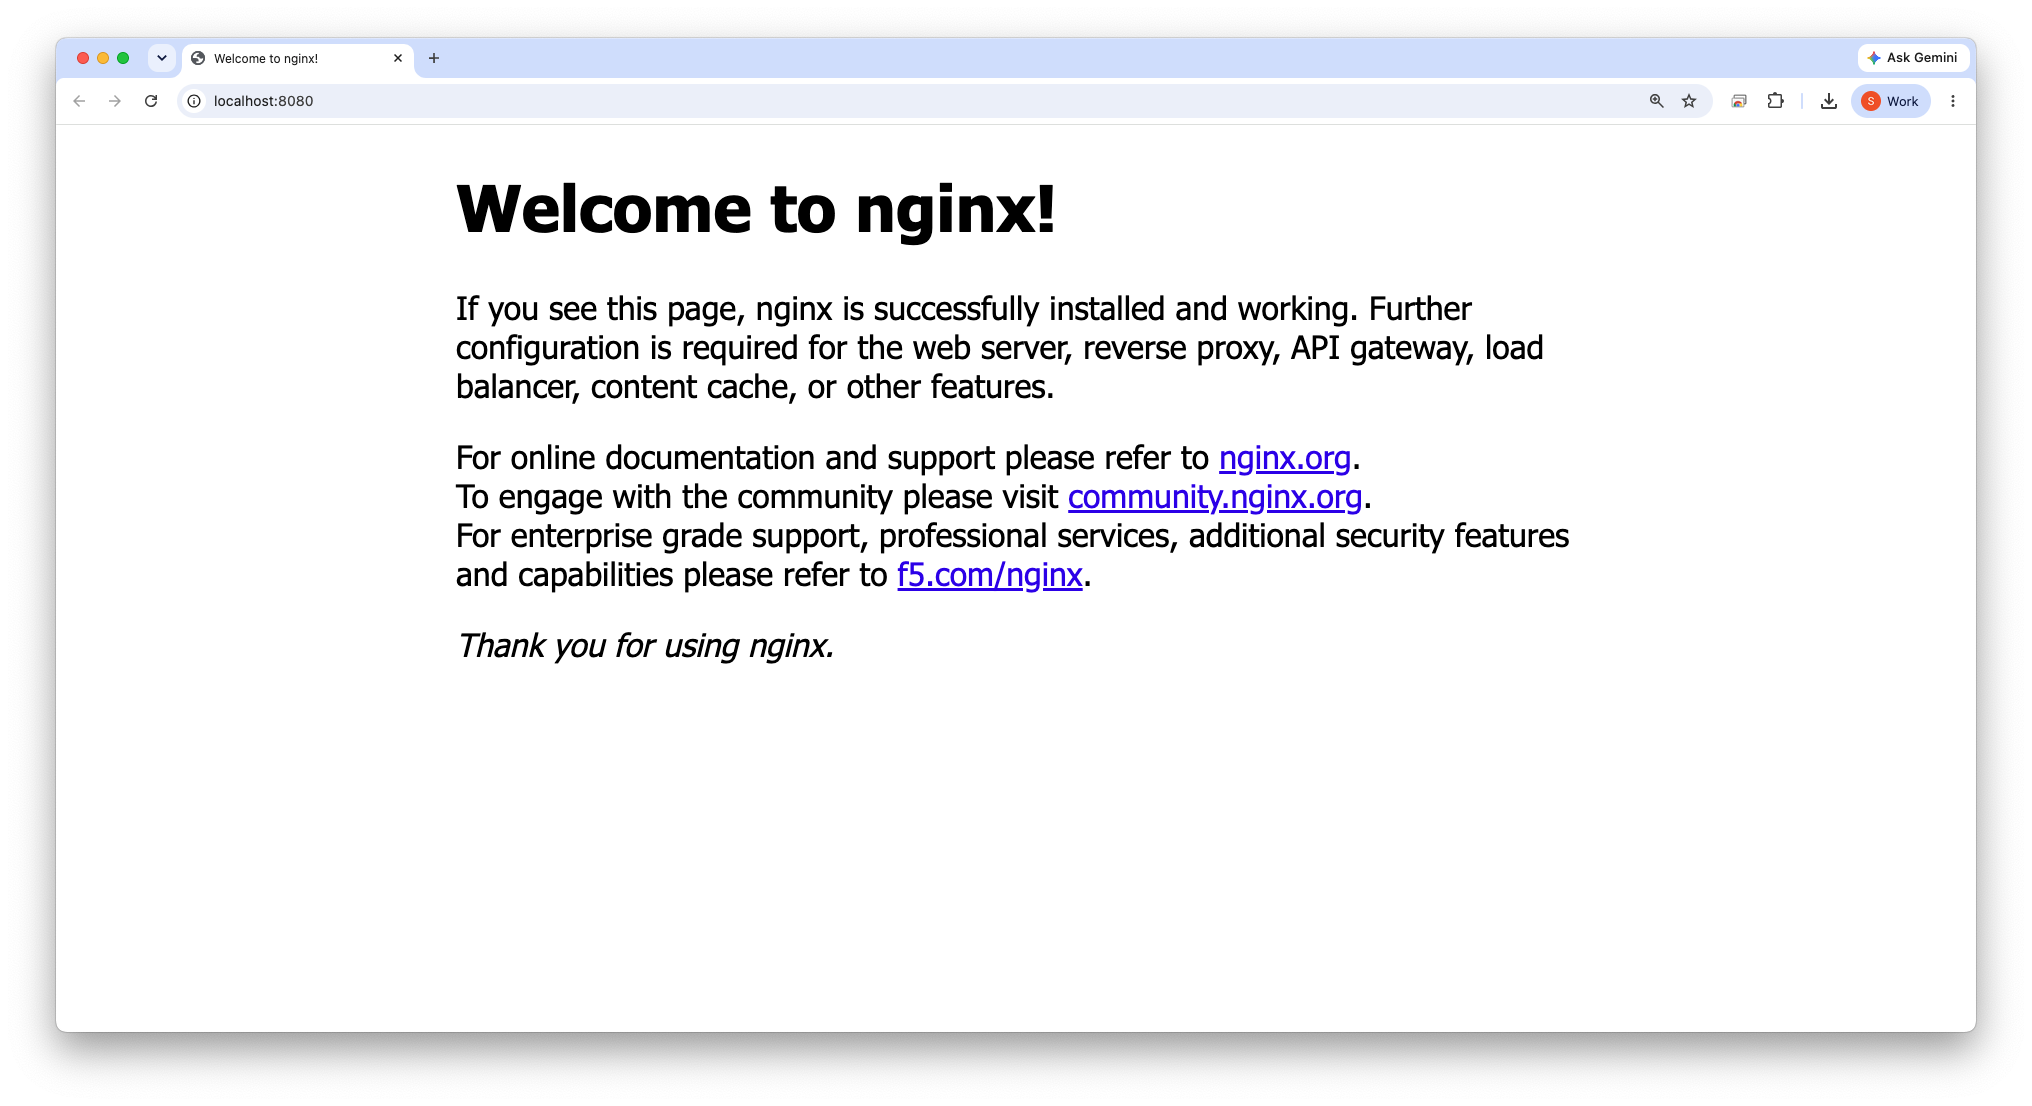 Welcome to nginx!
Ask Gemini
localhost:8080
S
Work
Welcome to nginx!
If you see this page, nginx is successfully installed and working. Further
configuration is required for the web server, reverse proxy, API gateway, load
balancer, content cache, or other features.
For online documentation and support please refer to nginx.org.
To engage with the community please visit community.nginx.org.
For enterprise grade support, professional services, additional security features
and capabilities please refer to f5.com/nginx.
Thank you for using nginx.